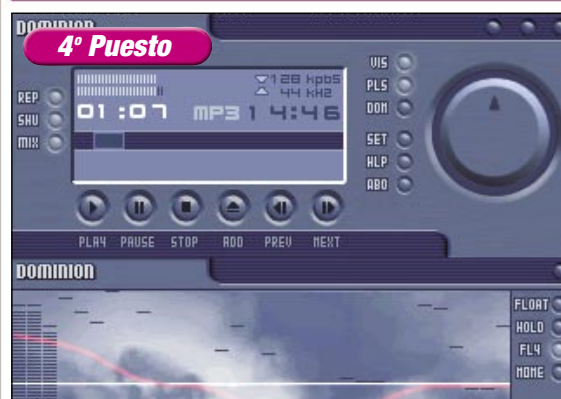 DOMINION
4º Puesto
VIS
PLS
DOM
REP
SHU
MIX
128 kpbS
44 kHz
01:07 MP3 1 4:46
SET
HLP
ABO
PLAY PAUSE STOP ADD PREV NEXT
DOMINION
FLOAT
HOLD
FLY
NONE